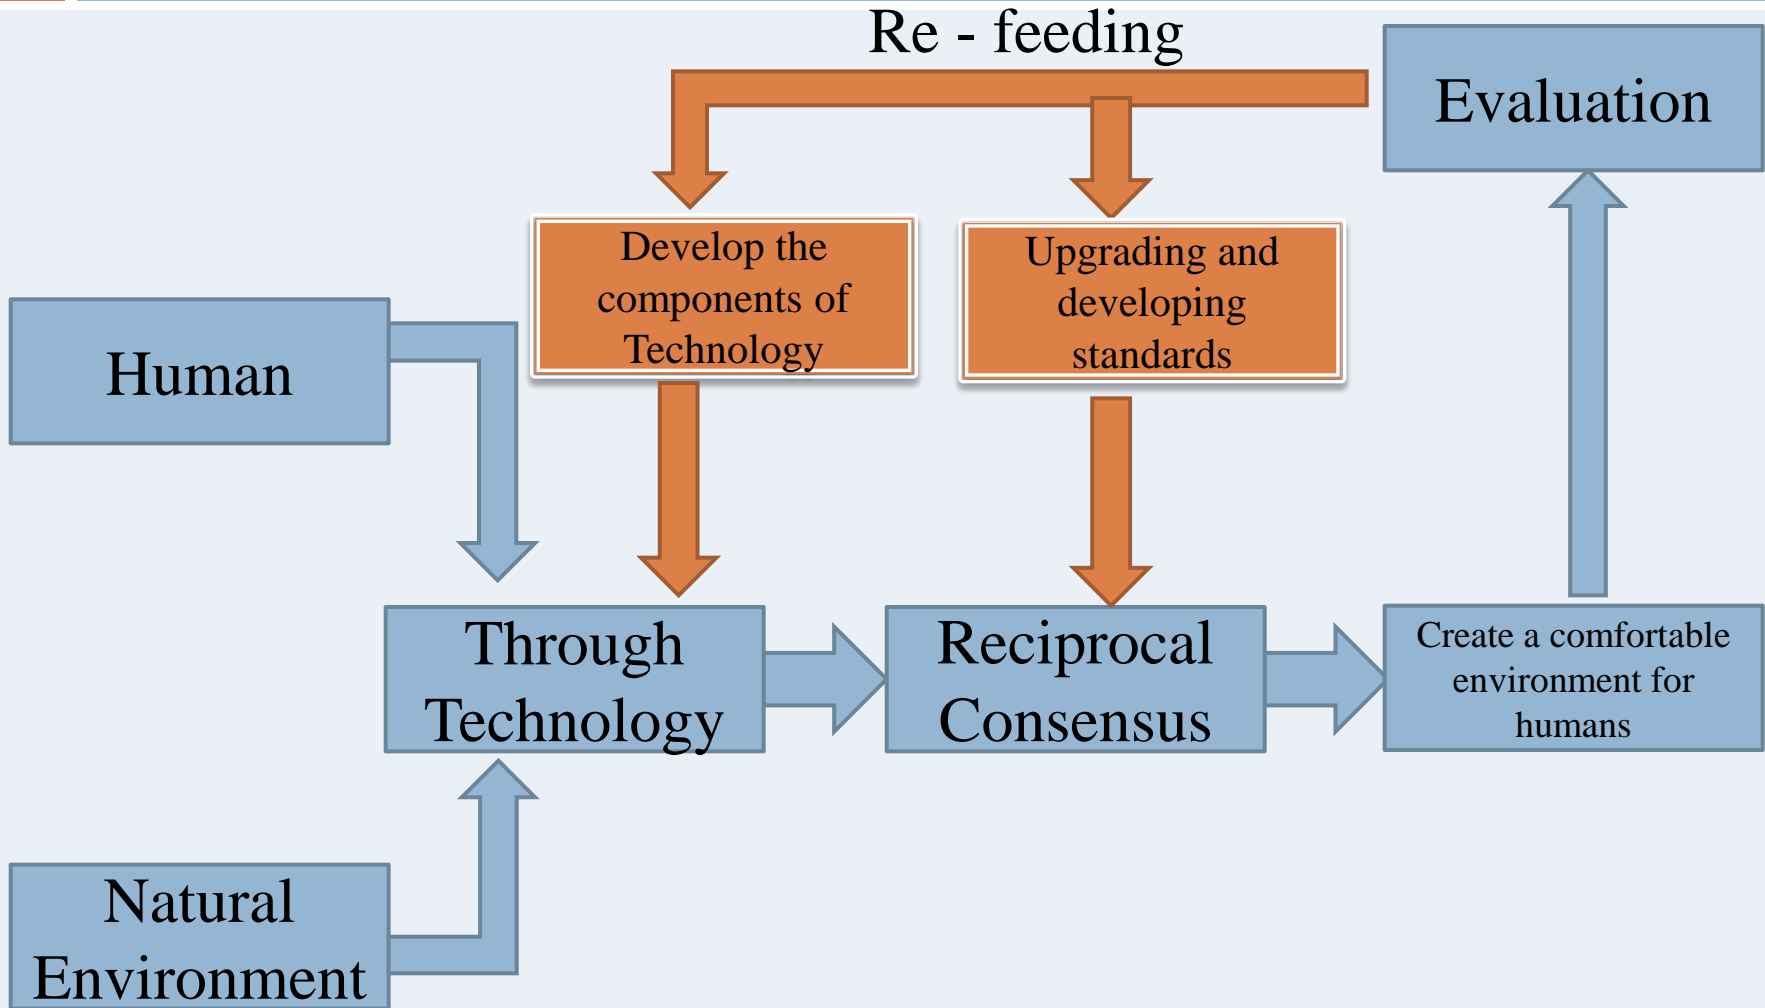 Re - feeding
Evaluation
Develop the
components of
Technology
Upgrading and
developing
standards
Human
Through
Technology
Reciprocal
Consensus
Create a comfortable
environment for
humans
Natural
Environment